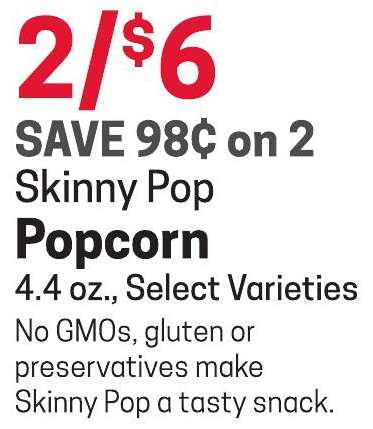 2/$6
SAVE 98¢ on 2
Skinny Pop
Popcorn
4.4 oz., Select Varieties
No GMOs, gluten or
preservatives make
Skinny Pop a tasty snack.